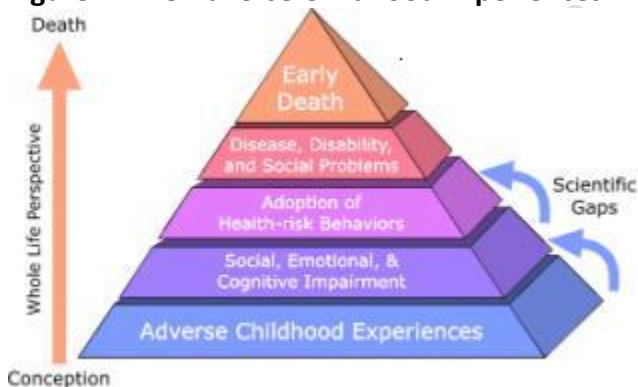 Death
Early
Death
Disease, Disability,
and Social Problems
Adoption of
Health-risk Behaviors
Social, Emotional, &
Cognitive Impairment
Adverse Childhood Experiences
Scientific
Gaps
Whole Life Perspective
Conception